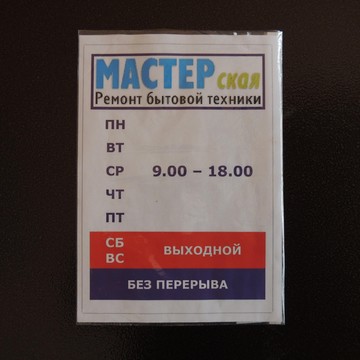 МАСТЕРская
Ремонт бытовой техники
ПН
ВТ
СР 9.00 – 18.00
ЧТ
ПТ
СБ
ВС ВЫХОДНОЙ
БЕЗ ПЕРЕРЫВА